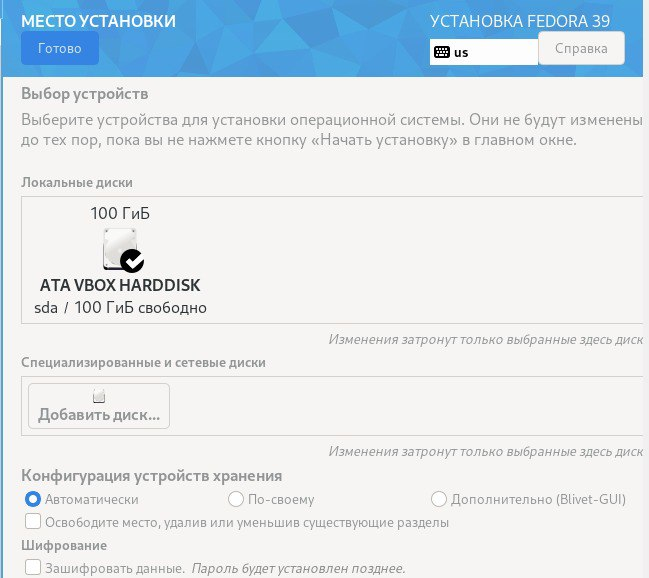 МЕСТО УСТАНОВКИ
УСТАНОВКА FEDORA 39
Готово
us
Справка
Выбор устройств
Выберите устройства для установки операционной системы. Они не будут изменены
до тех пор, пока вы не нажмете кнопку «Начать установку» в главном окне.
Локальные диски
100 ГиБ
ATA VBOX HARDDISK
sda / 100 ГиБ свободно
Изменения затронут только выбранные здесь диск
Специализированные и сетевые диски
Добавить диск...
Изменения затронут только выбранные здесь диск
Конфигурация устройств хранения
Автоматически
По-своему
Дополнительно (Blivet-GUI)
Освободите место, удалив или уменьшив существующие разделы
Шифрование
Зашифровать данные. Пароль будет установлен позднее.